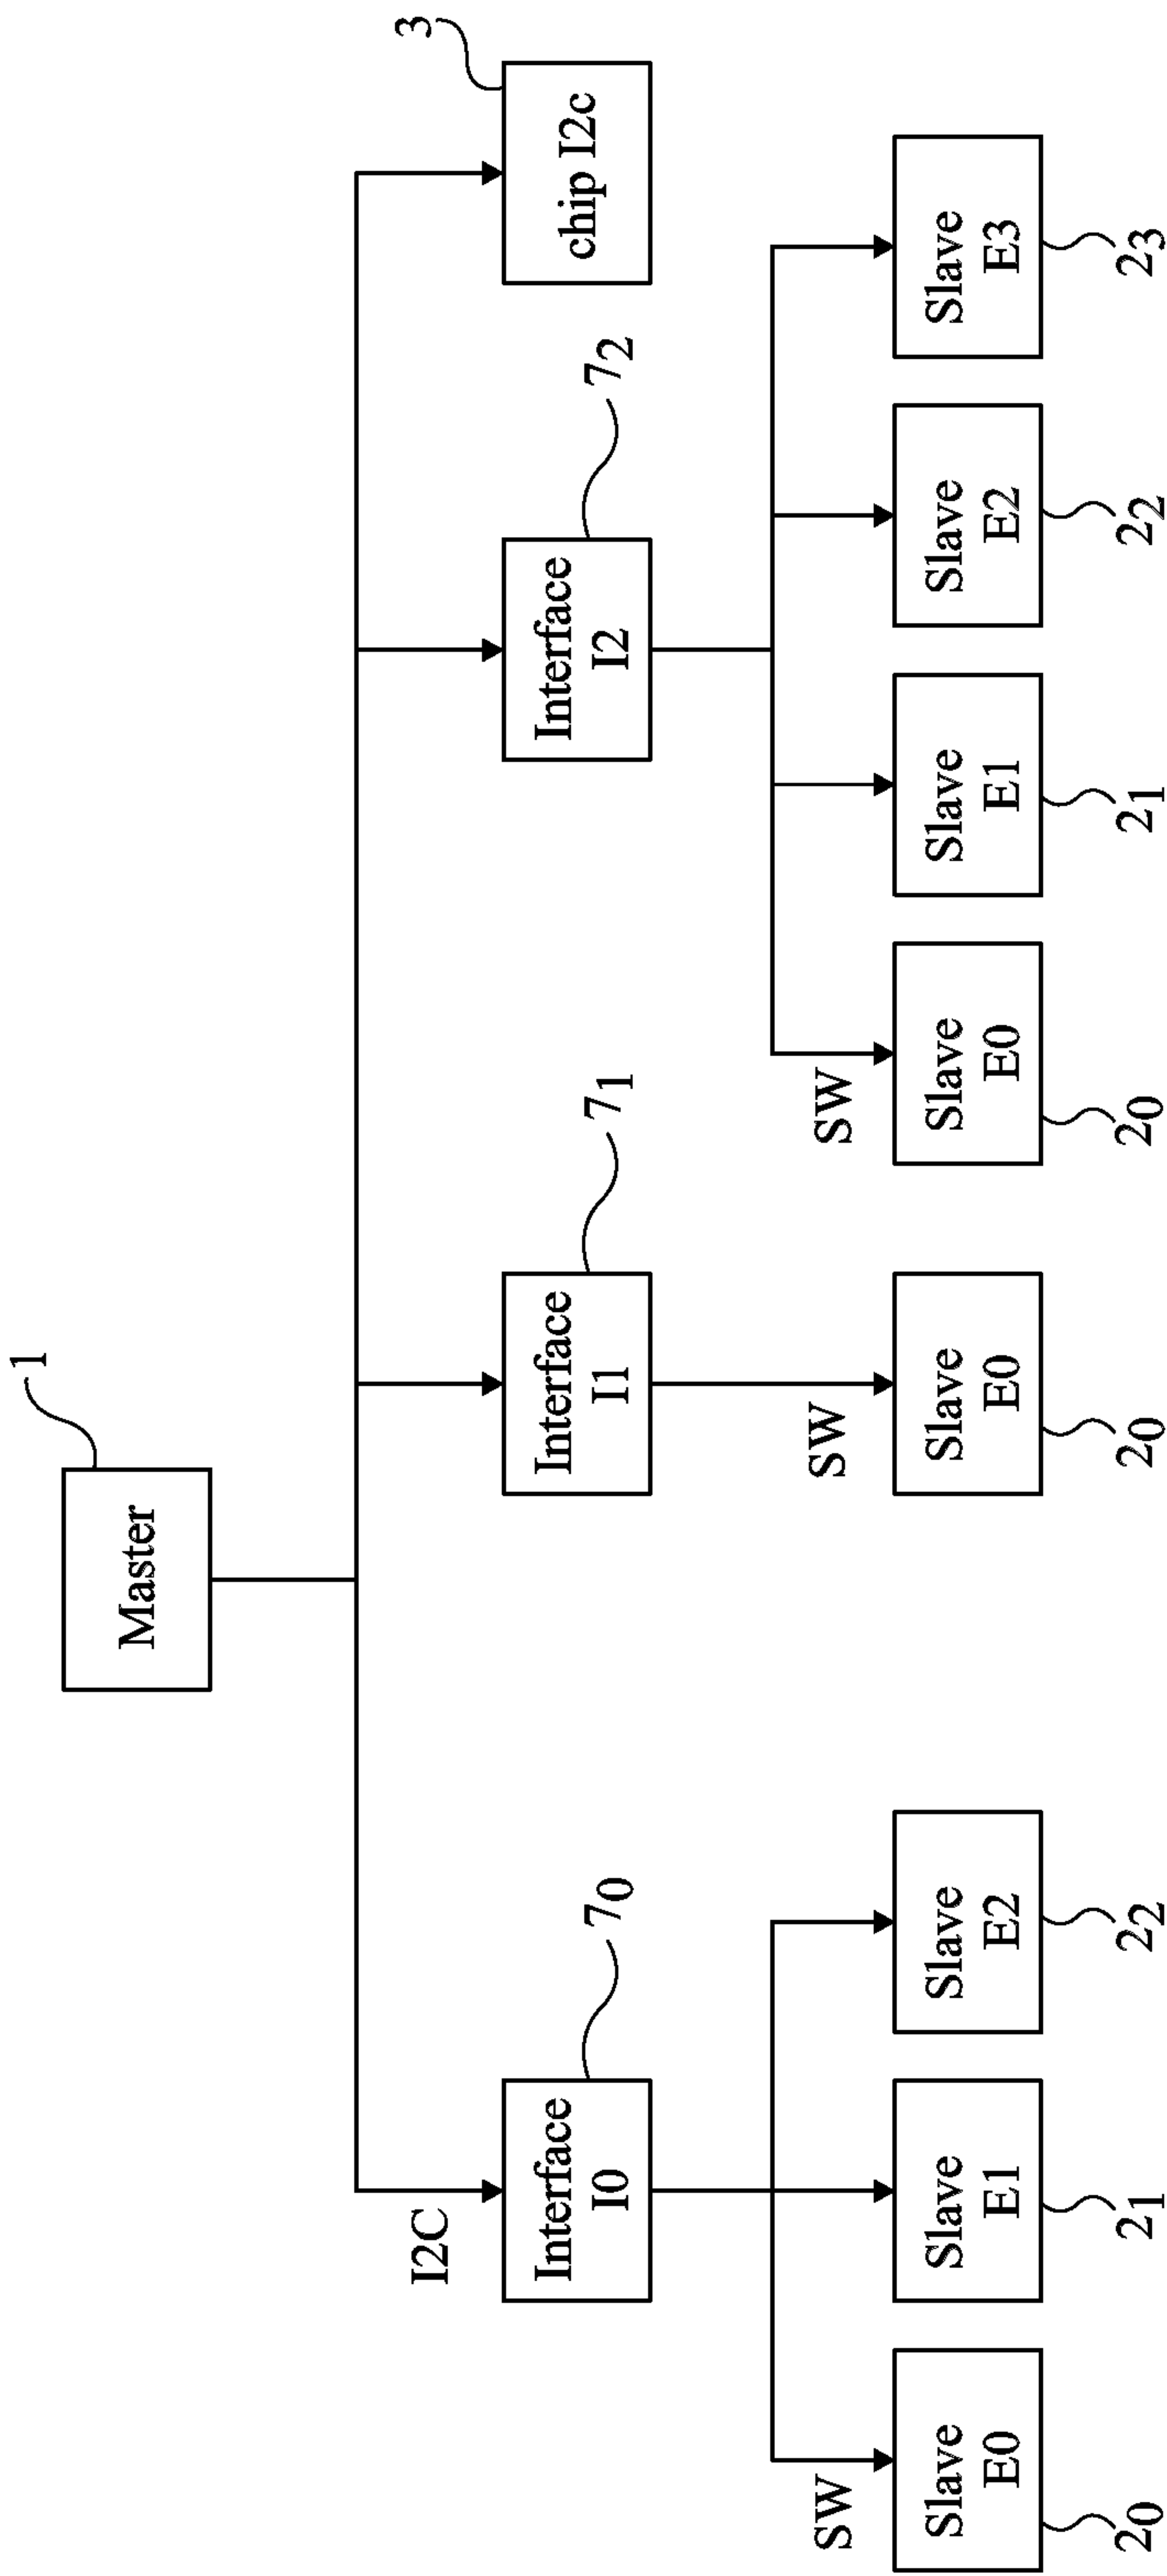 1
Master
I2C
Interface
I0
7₀
Interface
I1
7₁
Interface
I2
7₂
chip I2c
3
SW
Slave
E0
2₀
Slave
E1
2₁
Slave
E2
2₂
SW
Slave
E0
2₀
SW
Slave
E0
2₀
Slave
E1
2₁
Slave
E2
2₂
Slave
E3
2₃